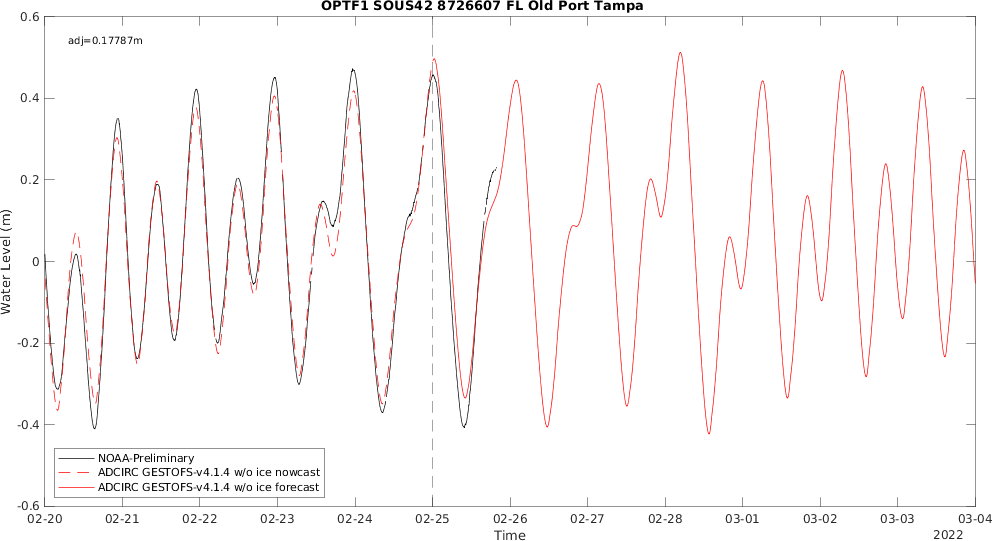 OPTF1 SOUS42 8726607 FL Old Port Tampa
adj=0.17787m
0.6
0.4
0.2
0
-0.2
-0.4
-0.6
Water Level (m)
NOAA-Preliminary
ADCIRC GESTOFS-v4.1.4 w/o ice nowcast
ADCIRC GESTOFS-v4.1.4 w/o ice forecast
02-20 02-21 02-22 02-23 02-24 02-25 02-26 02-27 02-28 03-01 03-02 03-03 03-04
Time
2022